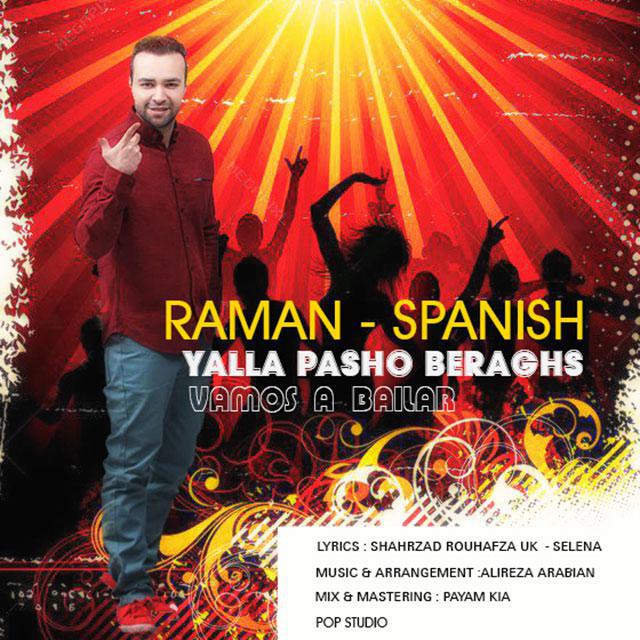 RAMAN - SPANISH
YALLA PASHO BERAGHS
VAMOS A BAILAR
LYRICS : SHAHRZAD ROUHAFZA UK - SELENA
MUSIC & ARRANGEMENT :ALIREZA ARABIAN
MIX & MASTERING : PAYAM KIA
POP STUDIO